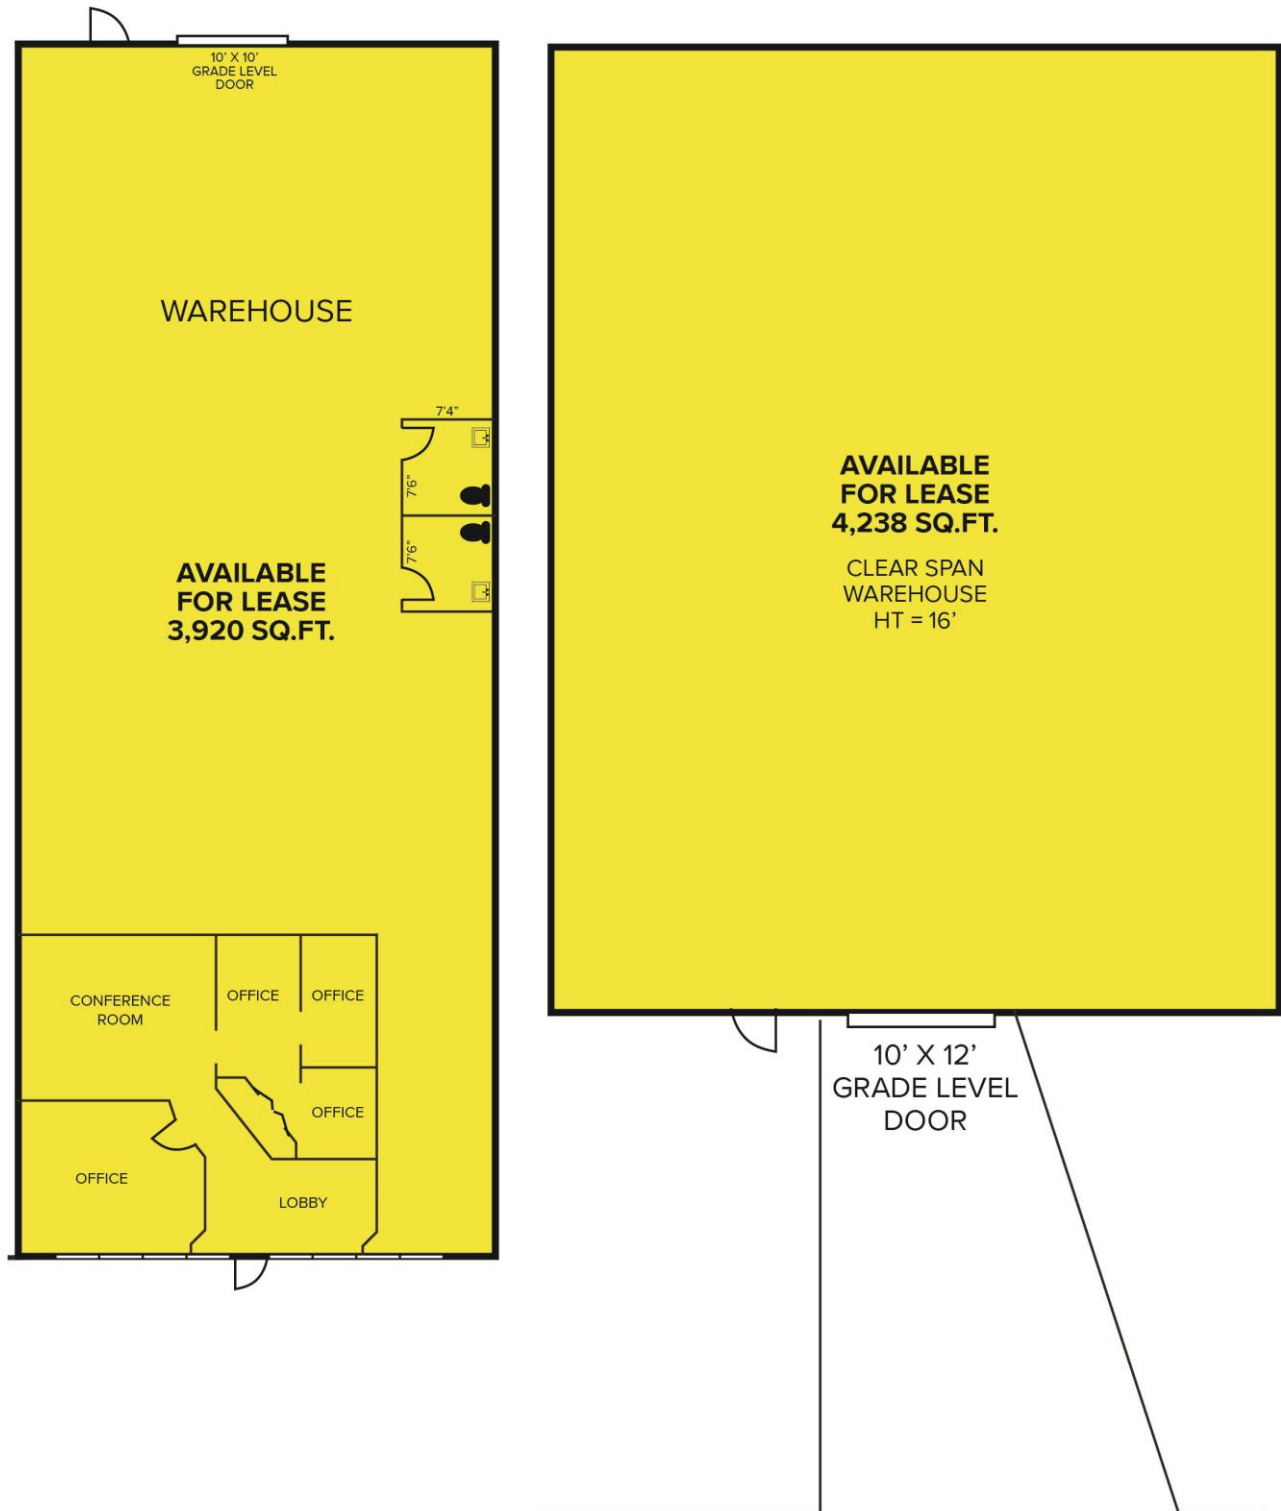 10’ X 10’
GRADE LEVEL
DOOR
WAREHOUSE
7’4”
7’6”
7’6”
AVAILABLE
FOR LEASE
3,920 SQ.FT.
CONFERENCE
ROOM
OFFICE
OFFICE
OFFICE
OFFICE
LOBBY
AVAILABLE
FOR LEASE
4,238 SQ.FT.
CLEAR SPAN
WAREHOUSE
HT = 16’
10’ X 12’
GRADE LEVEL
DOOR